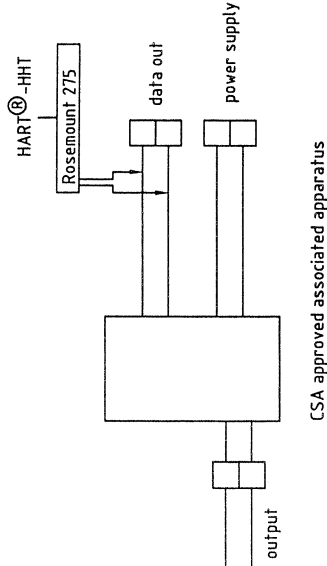 HART®-HHT
Rosemount 275
data out
power supply
output
CSA approved associated apparatus